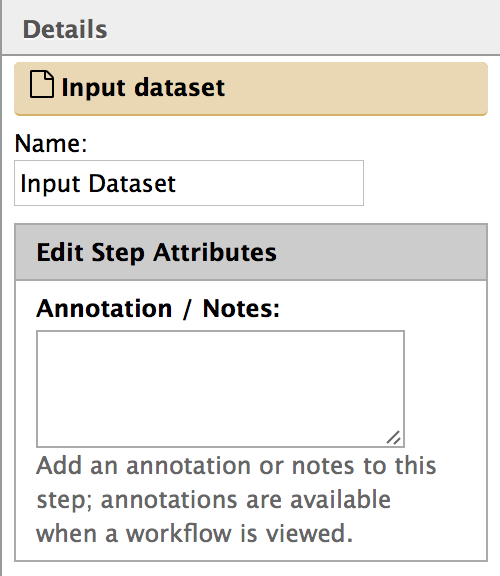 Details
Input dataset
Name:
Input Dataset
Edit Step Attributes
Annotation / Notes:
Add an annotation or notes to this
step; annotations are available
when a workflow is viewed.